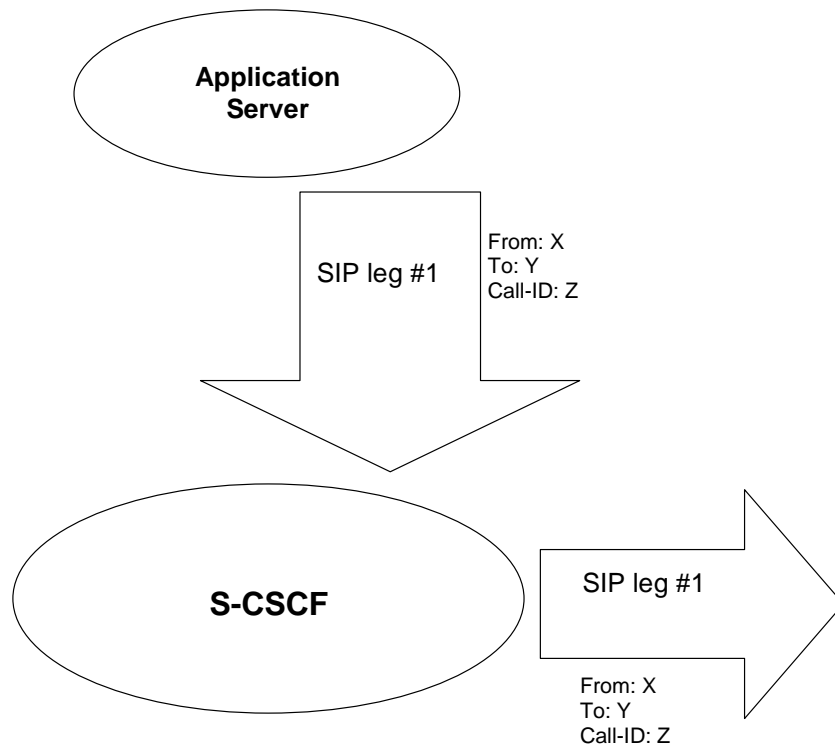 Application
Server
SIP leg #1
From: X
To: Y
Call-ID: Z
S-CSCF
SIP leg #1
From: X
To: Y
Call-ID: Z